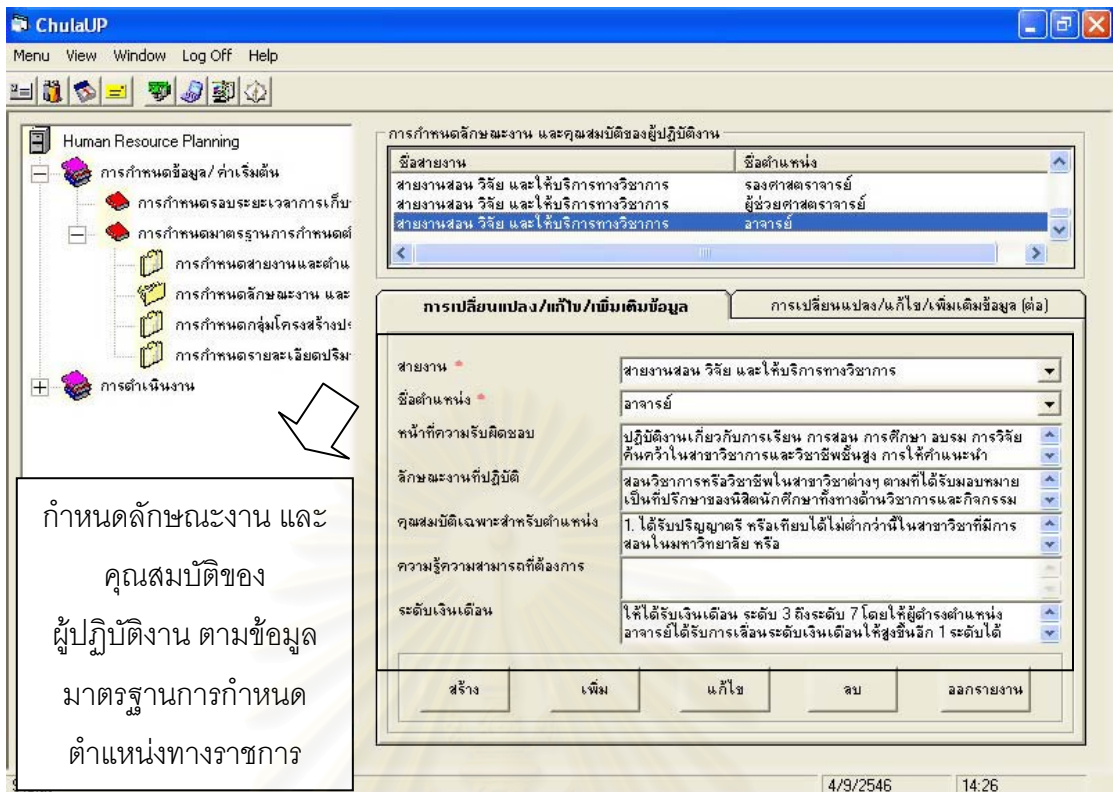 ChulaUP
Menu View Window Log Off Help
Human Resource Planning
การกำหนดข้อมูล/ค่าเริ่มต้น
การกำหนดรอบระยะเวลาการเก็บ
การกำหนดมาตรฐานการกำหนดตำ
การกำหนดสายงานและตำแ
การกำหนดลักษณะงาน และ
การกำหนดกลุ่มโครงสร้างปร
การกำหนดรายละเอียดปริม
การดำเนินงาน
กำหนดลักษณะงาน และ
คุณสมบัติของ
ผู้ปฏิบัติงาน ตามข้อมูล
มาตรฐานการกำหนด
ตำแหน่งทางราชการ
การกำหนดลักษณะงาน และคุณสมบัติของผู้ปฏิบัติงาน
ชื่อสายงาน ชื่อตำแหน่ง
สายงานสอน วิจัย และให้บริการทางวิชาการ รองศาสตราจารย์
สายงานสอน วิจัย และให้บริการทางวิชาการ ผู้ช่วยศาสตราจารย์
สายงานสอน วิจัย และให้บริการทางวิชาการ อาจารย์
การเปลี่ยนแปลง/แก้ไข/เพิ่มเติมข้อมูล การเปลี่ยนแปลง/แก้ไข/เพิ่มเติมข้อมูล (ต่อ)
สายงาน * สายงานสอน วิจัย และให้บริการทางวิชาการ
ชื่อตำแหน่ง * อาจารย์
หน้าที่ความรับผิดชอบ ปฏิบัติงานเกี่ยวกับการเรียน การสอน การศึกษา อบรม การวิจัย
ค้นคว้าในสาขาวิชาการและวิชาชีพชั้นสูง การให้คำแนะนำ
ลักษณะงานที่ปฏิบัติ สอนวิชาการหรือวิชาชีพในสาขาวิชาต่างๆ ตามที่ได้รับมอบหมาย
เป็นที่ปรึกษาของนิสิตนักศึกษาทั้งทางด้านวิชาการและกิจกรรม
คุณสมบัติเฉพาะสำหรับตำแหน่ง 1. ได้รับปริญญาตรี หรือเทียบได้ไม่ต่ำกว่านี้ในสาขาวิชาที่มีการ
สอนในมหาวิทยาลัย หรือ
ความรู้ความสามารถที่ต้องการ
ระดับเงินเดือน ให้ได้รับเงินเดือน ระดับ 3 ถึงระดับ 7 โดยให้ผู้ดำรงตำแหน่ง
อาจารย์ได้รับการเลื่อนระดับเงินเดือนให้สูงขึ้นอีก 1 ระดับได้
สร้าง เพิ่ม แก้ไข ลบ ออกรายงาน
4/9/2546 14:26